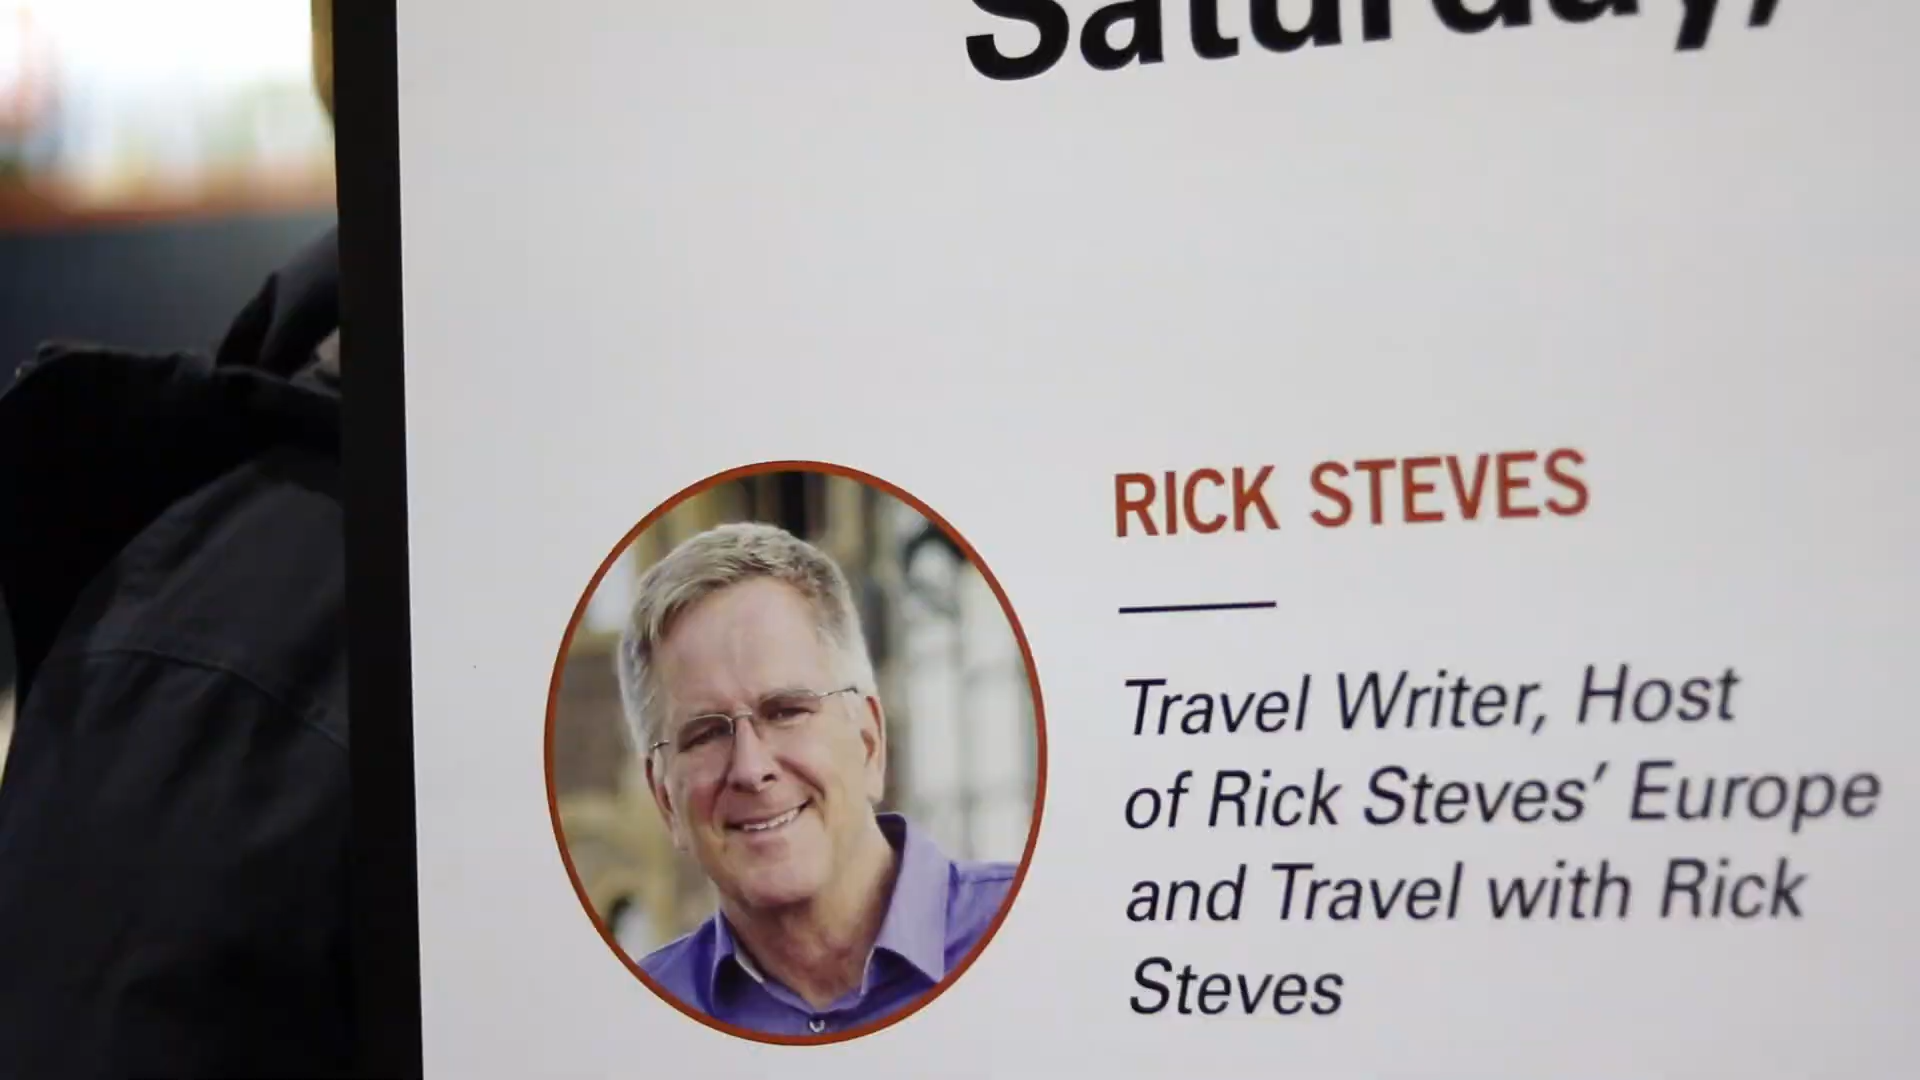 Saturday,
RICK STEVES
Travel Writer, Host
of Rick Steves’ Europe
and Travel with Rick
Steves